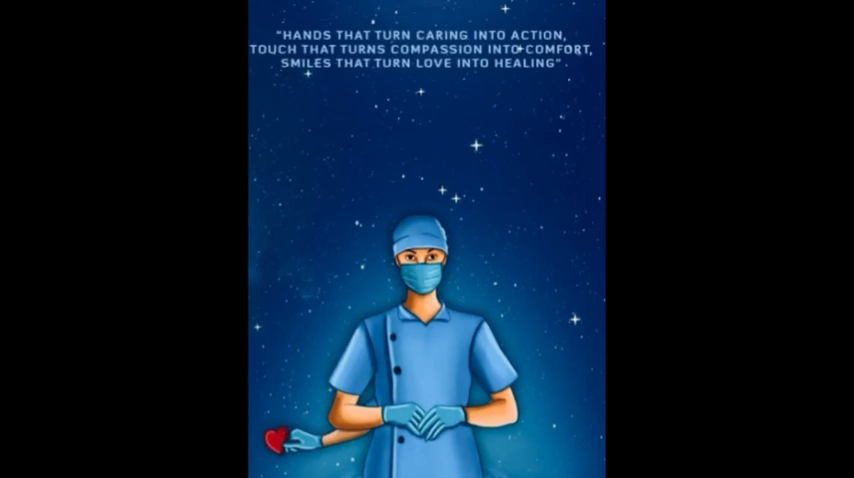 "HANDS THAT TURN CARING INTO ACTION,
TOUCH THAT TURNS COMPASSION INTO COMFORT,
SMILES THAT TURN LOVE INTO HEALING"